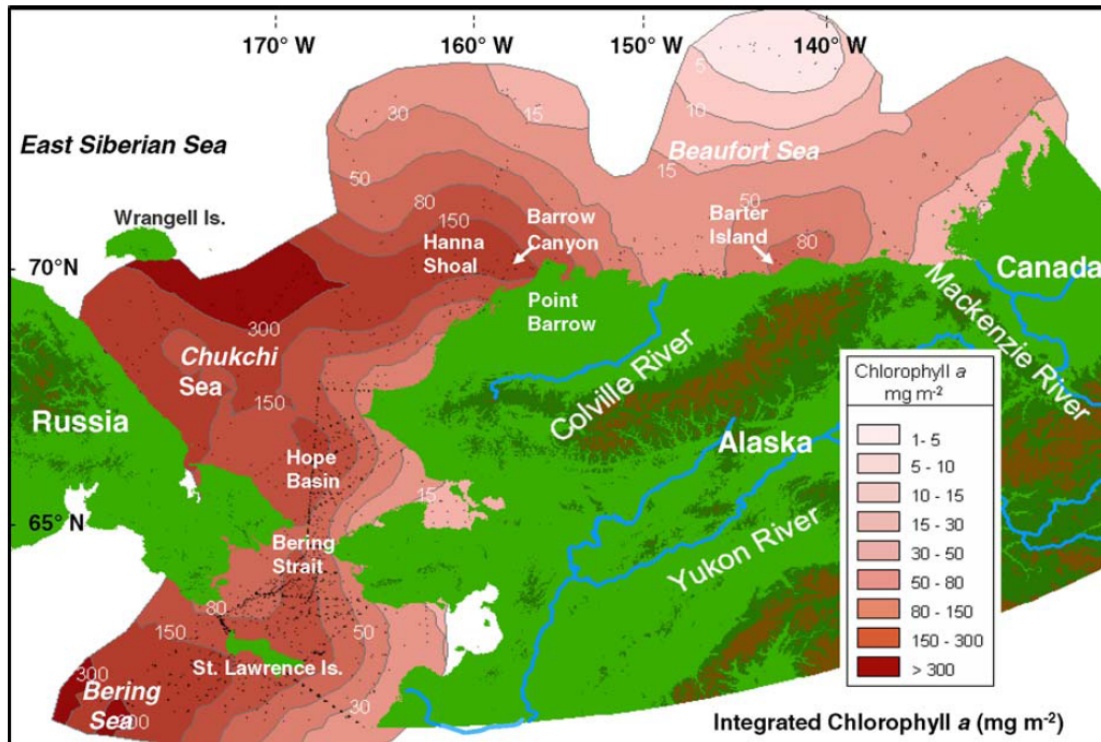 170° W
160° W
150° W
140° W
5
10
30
15
East Siberian Sea
Beaufort Sea
15
50
Wrangell Is.
80
50
150
Barrow
Canyon
Barter
Island
Hanna
Shoal
80
70°N
Canada
Point
Barrow
Mackenzie River
300
Chukchi
Sea
Colville River
150
Russia
Alaska
Hope
Basin
15
65° N
Bering
Strait
Yukon River
80
150
50
St. Lawrence Is.
300
Bering
Sea
30
Chlorophyll a
mg m-2
1- 5
5 - 10
10 - 15
15 - 30
30 - 50
50 - 80
80 - 150
150 - 300
> 300
Integrated Chlorophyll a (mg m-2)